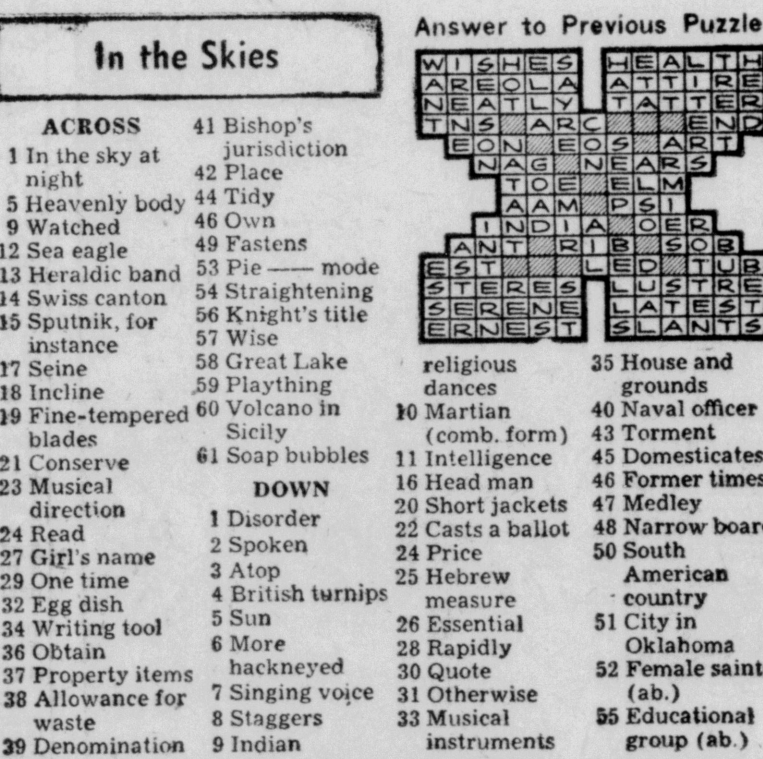 In the Skies
ACROSS
1 In the sky at
night
5 Heavenly body
9 Watched
12 Sea eagle
13 Heraldic band
14 Swiss canton
15 Sputnik, for
instance
17 Seine
18 Incline
19 Fine-tempered
blades
21 Conserve
23 Musical
direction
24 Read
27 Girl's name
29 One time
32 Egg dish
34 Writing tool
36 Obtain
37 Property items
38 Allowance for
waste
39 Denomination
41 Bishop's
jurisdiction
42 Place
44 Tidy
46 Own
49 Fastens
53 Pie —— mode
54 Straightening
56 Knight's title
57 Wise
58 Great Lake
59 Plaything
60 Volcano in
Sicily
61 Soap bubbles
DOWN
1 Disorder
2 Spoken
3 Atop
4 British turnips
5 Sun
6 More
hackneyed
7 Singing voice
8 Staggers
9 Indian
Answer to Previous Puzzle
WISHES HEALTH
AREOLA ATTIRE
NEATLY TATTER
TNS ARC END
EON EOS ART
NAG NEARS
TOE ELM
AAM PSI
INDIA OER
ANT RIB SOB
EST LED TUB
STERES LUSTRE
SERENE LATEST
ERNEST SLANTS
religious
dances
10 Martian
(comb. form)
11 Intelligence
16 Head man
20 Short jackets
22 Casts a ballot
24 Price
25 Hebrew
measure
26 Essential
28 Rapidly
30 Quote
31 Otherwise
33 Musical
instruments
35 House and
grounds
40 Naval officer
43 Torment
45 Domesticates
46 Former times
47 Medley
48 Narrow boar
50 South
American
country
51 City in
Oklahoma
52 Female saint
(ab.)
55 Educational
group (ab.)